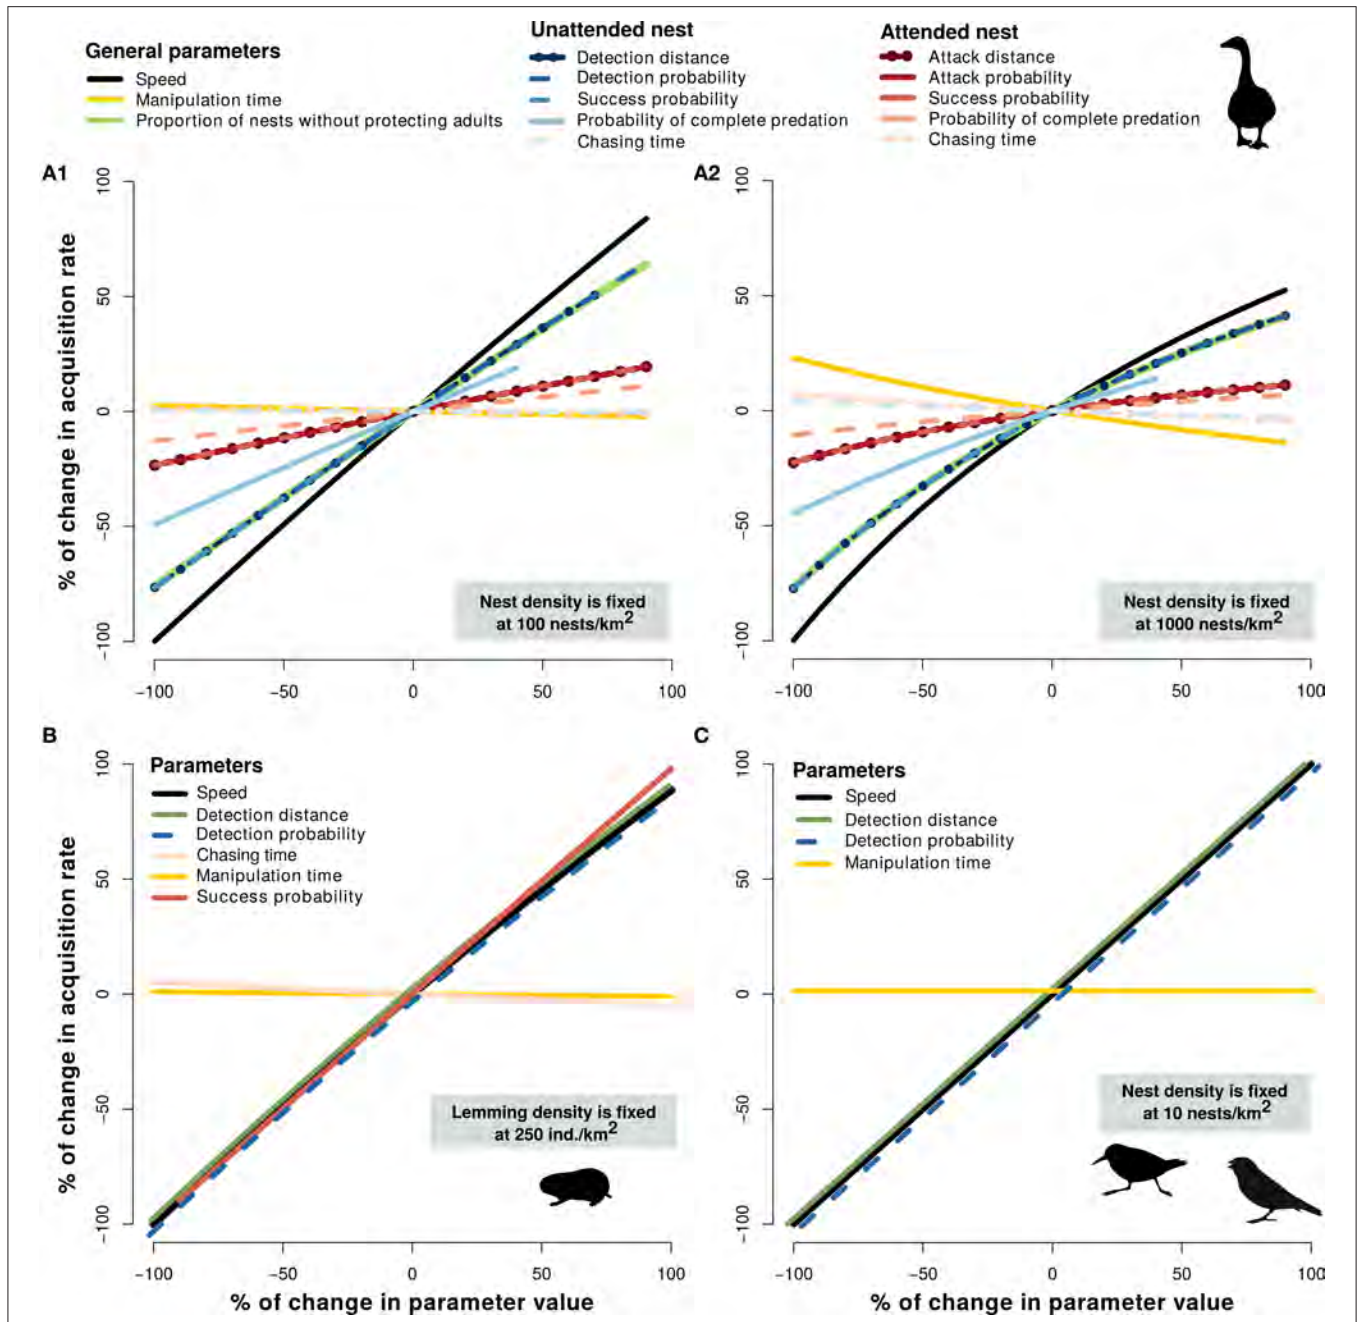 General parameters
Speed
Manipulation time
Proportion of nests without protecting adults
Unattended nest
Detection distance
Detection probability
Success probability
Probability of complete predation
Chasing time
Attended nest
Attack distance
Attack probability
Success probability
Probability of complete predation
Chasing time
A1
% of change in acquisition rate
100
50
0
−50
−100
Nest density is fixed
at 100 nests/km²
−100 −50 0 50 100
A2
100
50
0
−50
−100
Nest density is fixed
at 1000 nests/km²
−100 −50 0 50 100
B
% of change in acquisition rate
100
50
0
−50
−100
Parameters
Speed
Detection distance
Detection probability
Chasing time
Manipulation time
Success probability
Lemming density is fixed
at 250 ind./km²
−100 −50 0 50 100
% of change in parameter value
C
100
50
0
−50
−100
Parameters
Speed
Detection distance
Detection probability
Manipulation time
Nest density is fixed
at 10 nests/km²
−100 −50 0 50 100
% of change in parameter value